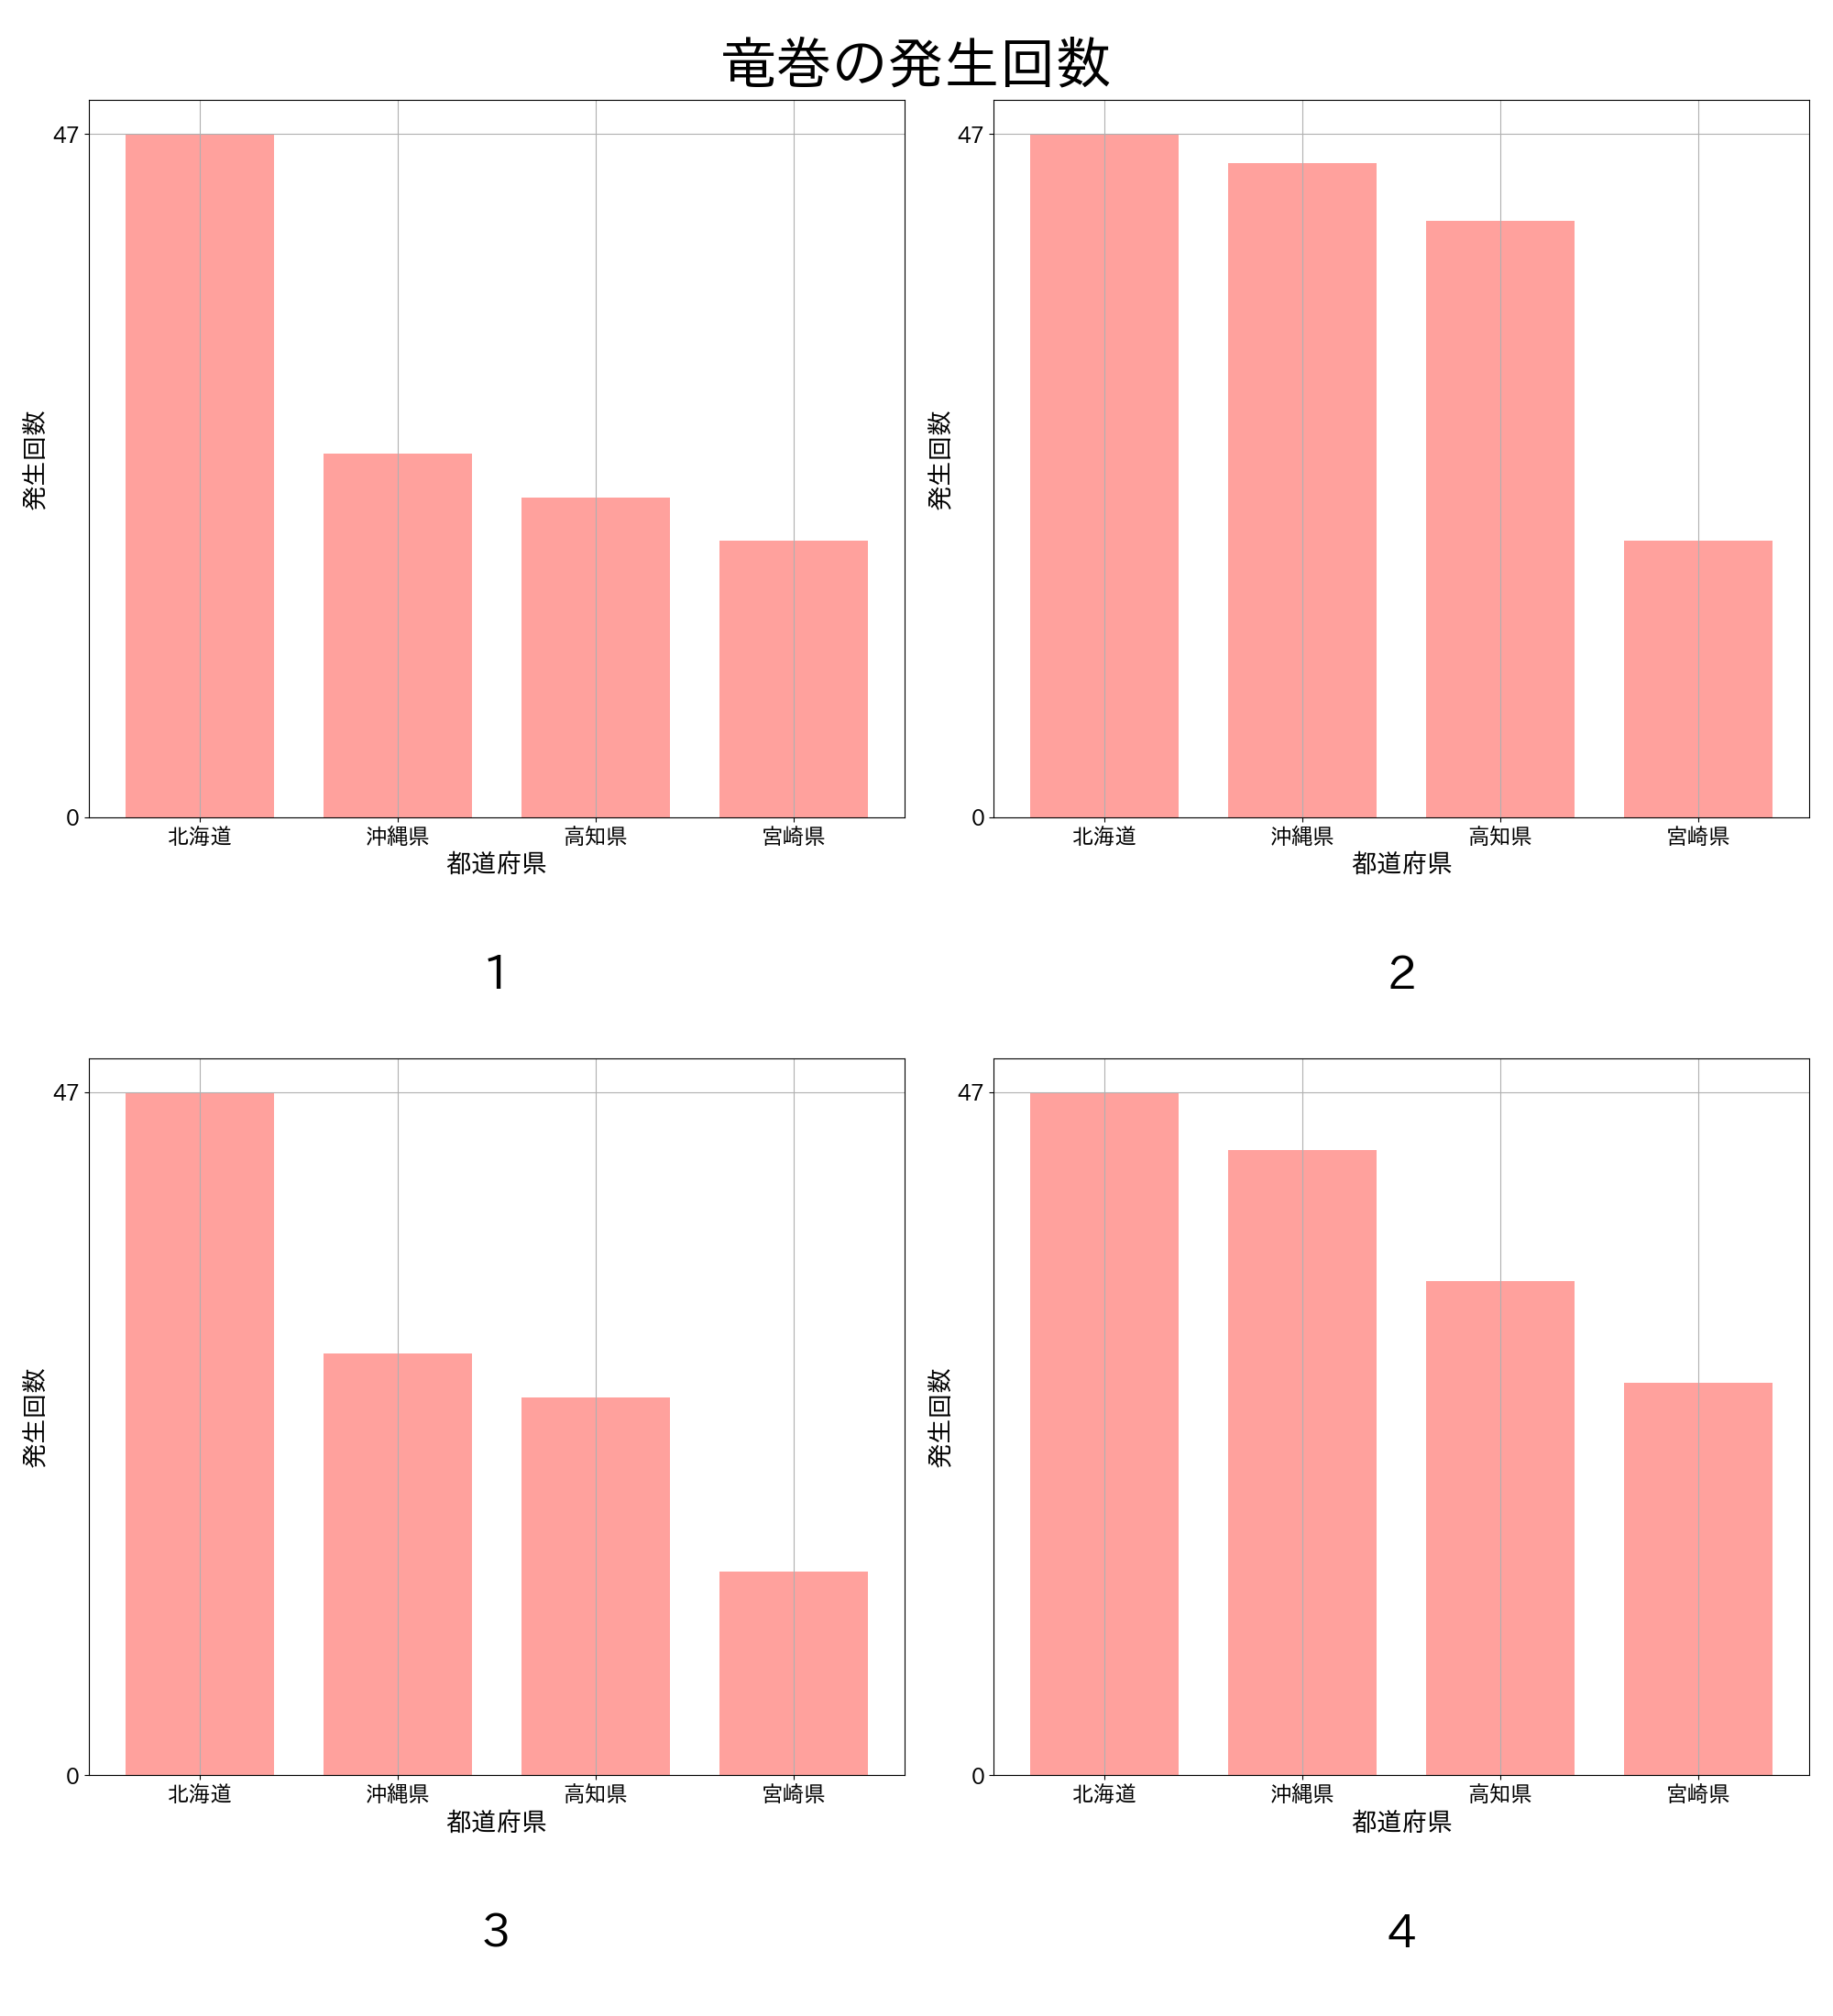 竜巻の発生回数
47
0
発生回数
北海道 沖縄県 高知県 宮崎県
都道府県
1
47
0
発生回数
北海道 沖縄県 高知県 宮崎県
都道府県
2
47
0
発生回数
北海道 沖縄県 高知県 宮崎県
都道府県
3
47
0
発生回数
北海道 沖縄県 高知県 宮崎県
都道府県
4